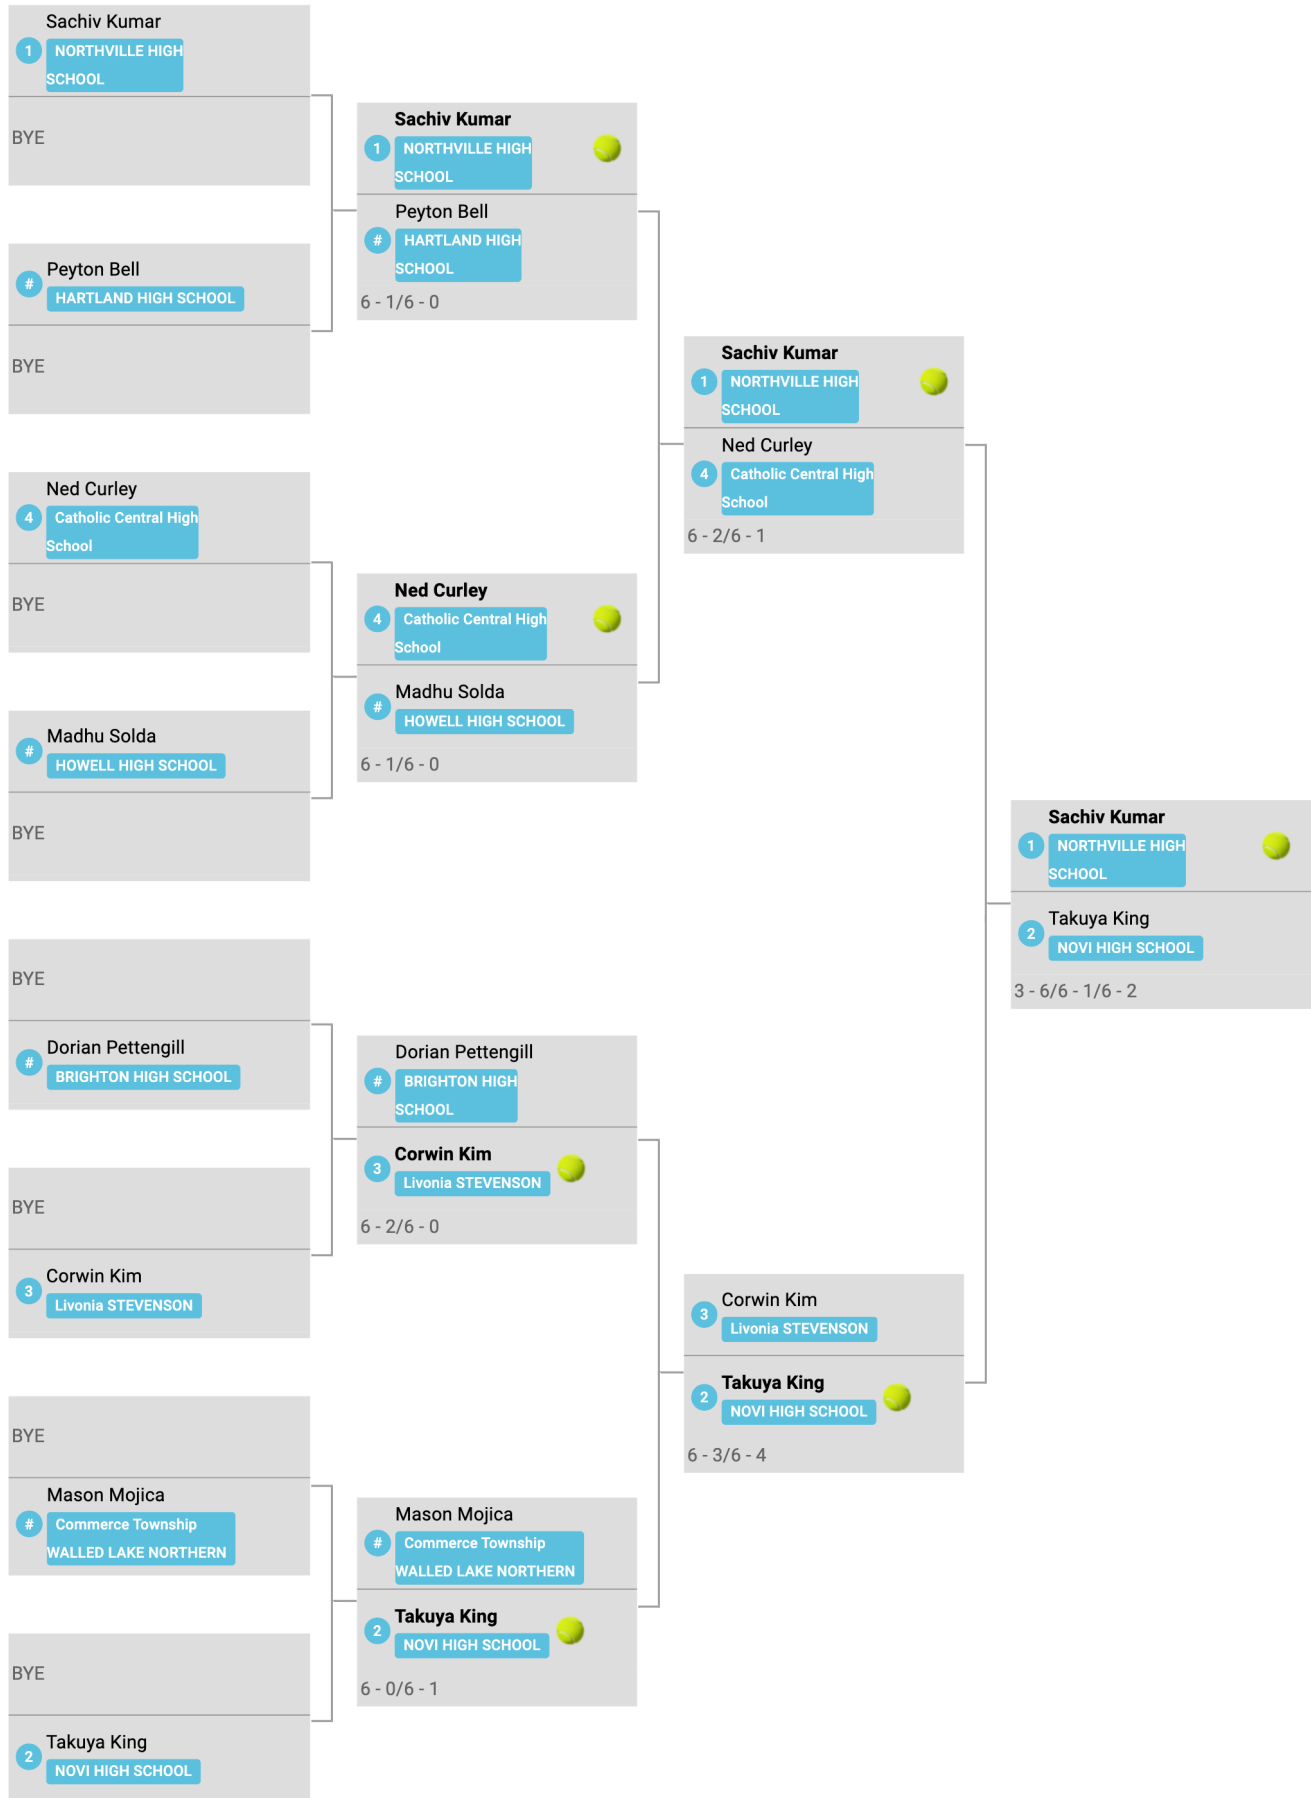 Sachiv Kumar
1
NORTHVILLE HIGH
SCHOOL
BYE
#
Peyton Bell
HARTLAND HIGH SCHOOL
BYE
Ned Curley
4
Catholic Central High
School
BYE
#
Madhu Solda
HOWELL HIGH SCHOOL
BYE
BYE
#
Dorian Pettengill
BRIGHTON HIGH SCHOOL
BYE
3
Corwin Kim
Livonia STEVENSON
BYE
Mason Mojica
#
Commerce Township
WALLED LAKE NORTHERN
BYE
2
Takuya King
NOVI HIGH SCHOOL
Sachiv Kumar
1
NORTHVILLE HIGH
SCHOOL
Peyton Bell
#
HARTLAND HIGH
SCHOOL
6 - 1/6 - 0
Ned Curley
4
Catholic Central High
School
#
Madhu Solda
HOWELL HIGH SCHOOL
6 - 1/6 - 0
Dorian Pettengill
#
BRIGHTON HIGH
SCHOOL
3
Corwin Kim
Livonia STEVENSON
6 - 2/6 - 0
Mason Mojica
#
Commerce Township
WALLED LAKE NORTHERN
2
Takuya King
NOVI HIGH SCHOOL
6 - 0/6 - 1
Sachiv Kumar
1
NORTHVILLE HIGH
SCHOOL
Ned Curley
4
Catholic Central High
School
6 - 2/6 - 1
3
Corwin Kim
Livonia STEVENSON
2
Takuya King
NOVI HIGH SCHOOL
6 - 3/6 - 4
Sachiv Kumar
1
NORTHVILLE HIGH
SCHOOL
2
Takuya King
NOVI HIGH SCHOOL
3 - 6/6 - 1/6 - 2